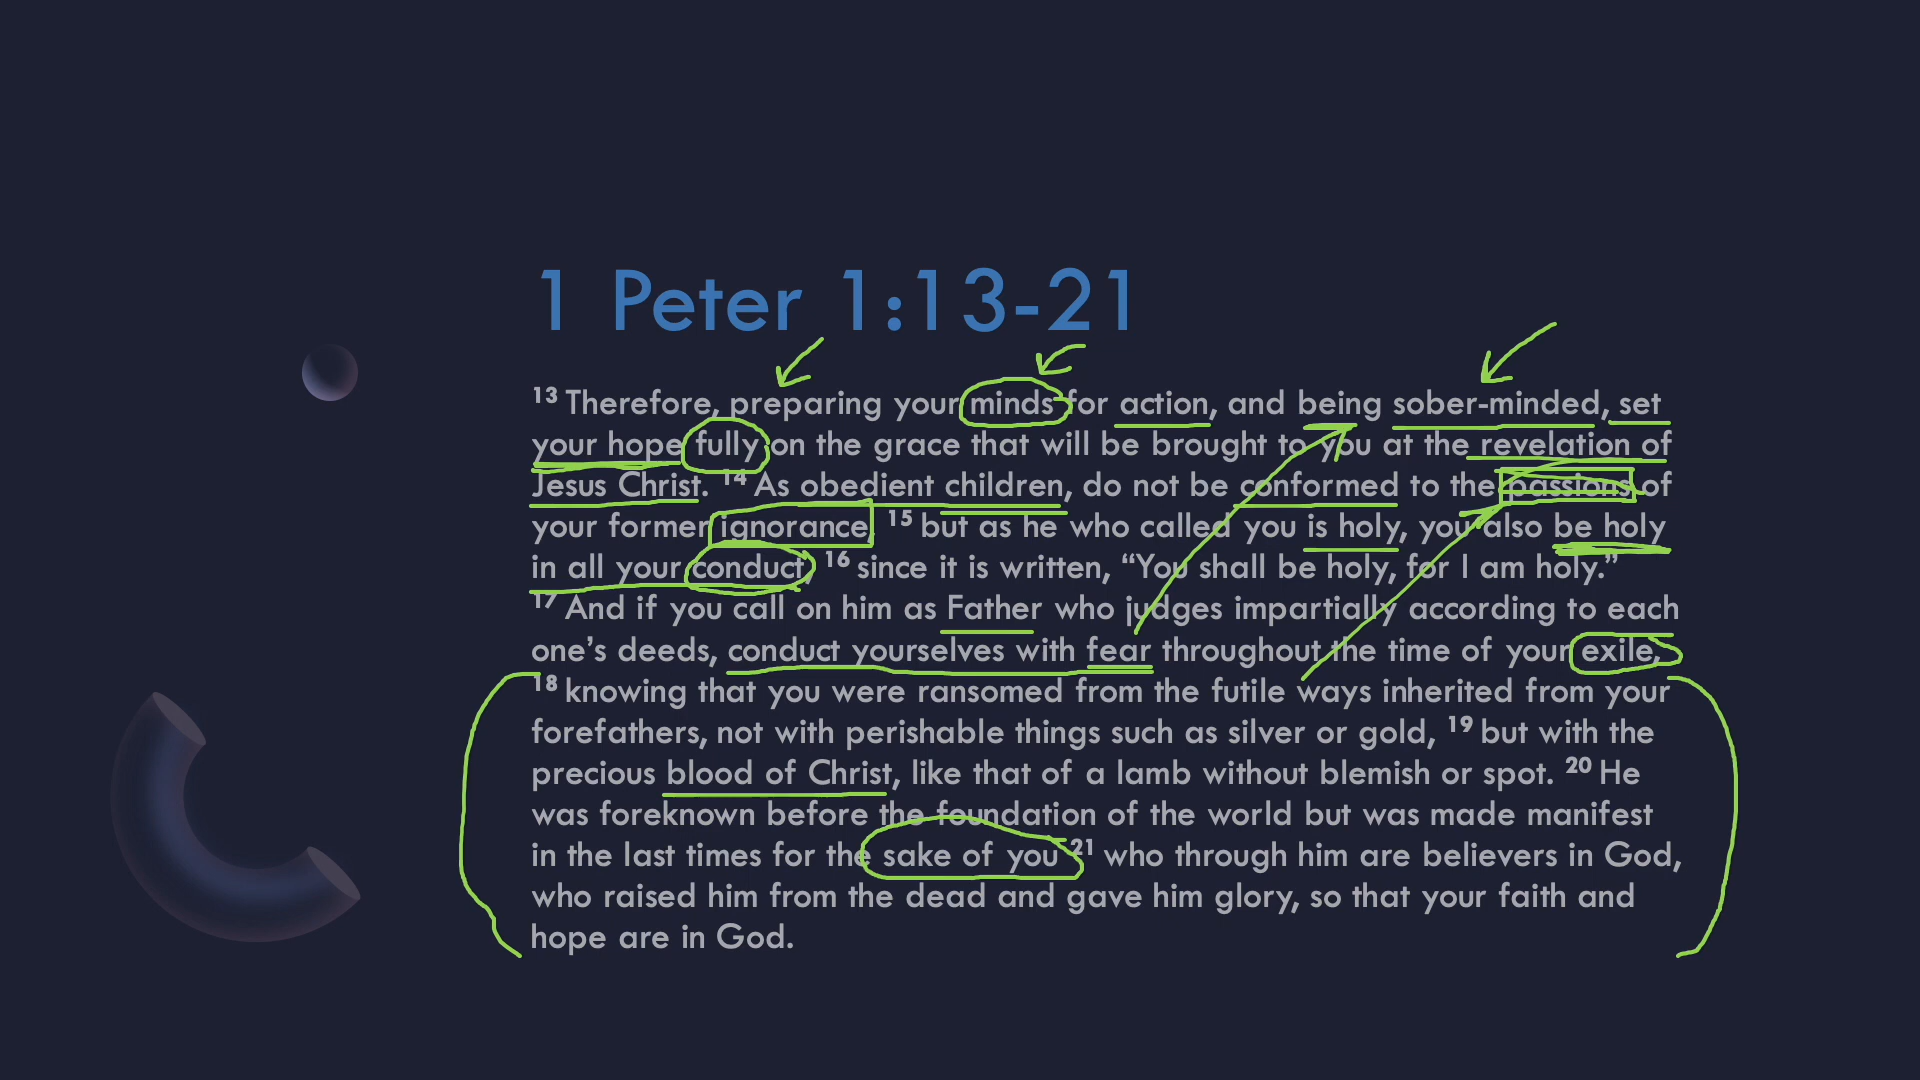 1 Peter 1:13-21
13 Therefore, preparing your minds for action, and being sober-minded, set
your hope fully on the grace that will be brought to you at the revelation of
Jesus Christ. 14 As obedient children, do not be conformed to the passions of
your former ignorance, 15 but as he who called you is holy, you also be holy
in all your conduct, 16 since it is written, “You shall be holy, for I am holy.”
17 And if you call on him as Father who judges impartially according to each
one’s deeds, conduct yourselves with fear throughout the time of your exile,
18 knowing that you were ransomed from the futile ways inherited from your
forefathers, not with perishable things such as silver or gold, 19 but with the
precious blood of Christ, like that of a lamb without blemish or spot. 20 He
was foreknown before the foundation of the world but was made manifest
in the last times for the sake of you 21 who through him are believers in God,
who raised him from the dead and gave him glory, so that your faith and
hope are in God.